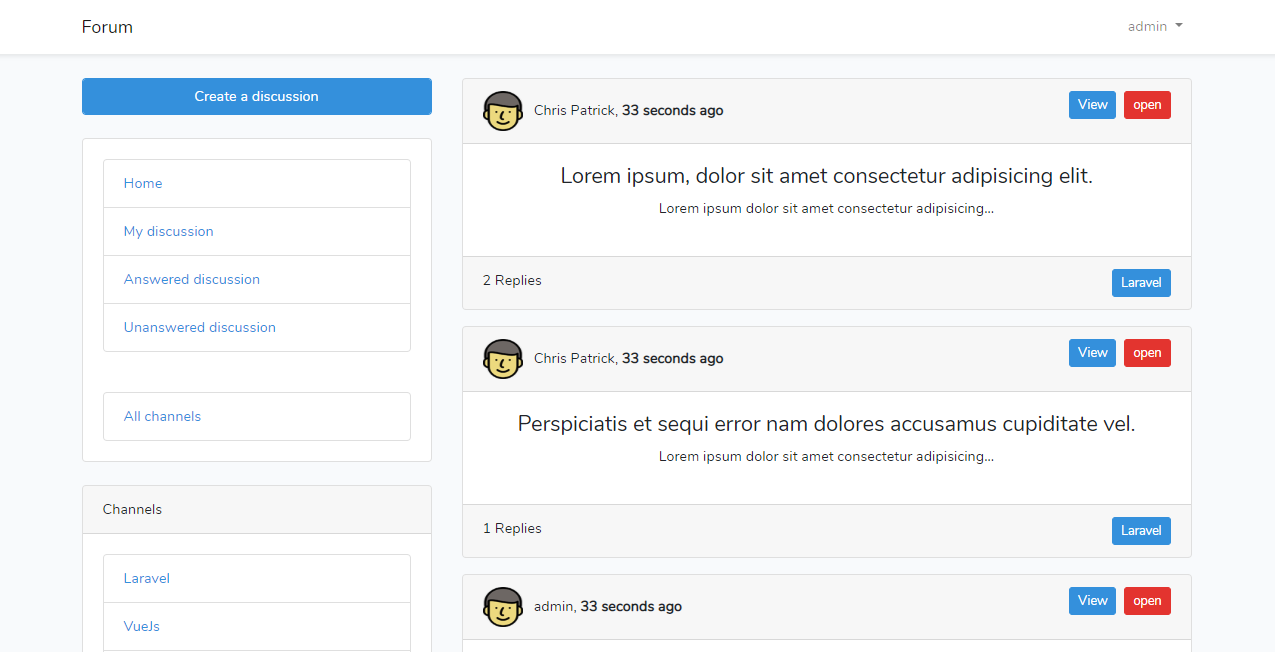 Forum
admin
Create a discussion
Home
My discussion
Answered discussion
Unanswered discussion
All channels
Channels
Laravel
VueJs
Chris Patrick, 33 seconds ago
View
open
Lorem ipsum, dolor sit amet consectetur adipisicing elit.
Lorem ipsum dolor sit amet consectetur adipisicing...
2 Replies
Laravel
Chris Patrick, 33 seconds ago
View
open
Perspiciatis et sequi error nam dolores accusamus cupiditate vel.
Lorem ipsum dolor sit amet consectetur adipisicing...
1 Replies
Laravel
admin, 33 seconds ago
View
open